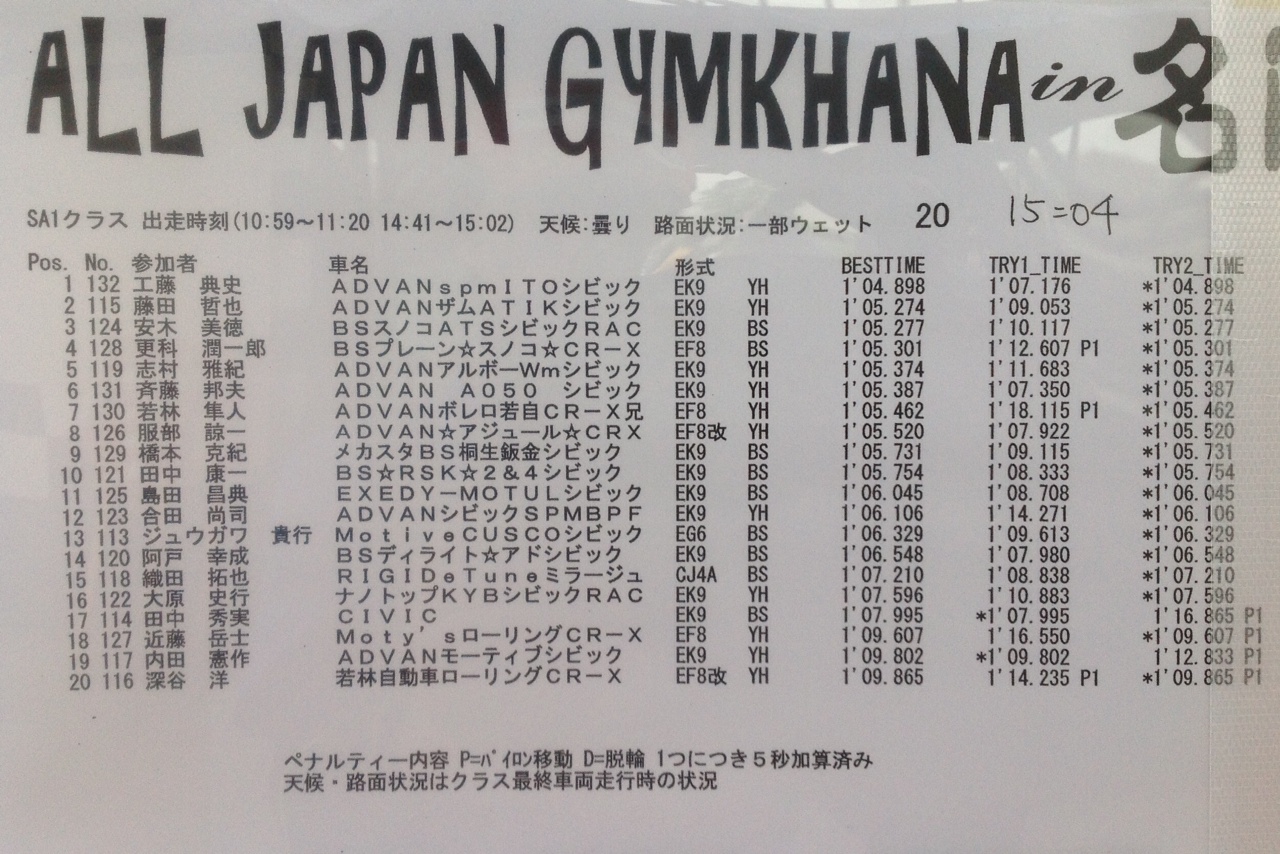 ALL JAPAN GYMKHANA in 名
SA1クラス 出走時刻(10:59～11:20 14:41～15:02) 天候:曇り 路面状況:一部ウェット 20 15=04
Pos. No. 参加者 車名 形式 BESTTIME TRY1_TIME TRY2_TIME
1 132 工藤 典史 ＡＤＶＡＮｓｐｍＩＴＯシビック EK9 YH 1'04.898 1'07.176 *1'04.898
2 115 藤田 哲也 ＡＤＶＡＮザムＡＴＩＫシビック EK9 YH 1'05.274 1'09.053 *1'05.274
3 124 安木 美徳 ＢＳスノコＡＴＳシビックＲＡＣ EK9 BS 1'05.277 1'10.117 *1'05.277
4 128 更科 潤一郎 ＢＳプレーン☆スノコ☆ＣＲ－Ｘ EF8 BS 1'05.301 1'12.607 P1 *1'05.301
5 119 志村 雅紀 ＡＤＶＡＮアルボーＷｍシビック EK9 YH 1'05.374 1'11.683 *1'05.374
6 131 斉藤 邦夫 ＡＤＶＡＮ Ａ０５０ シビック EK9 YH 1'05.387 1'07.350 *1'05.387
7 130 若林 隼人 ＡＤＶＡＮボレロ若自ＣＲ－Ｘ兄 EF8 YH 1'05.462 1'18.115 P1 *1'05.462
8 126 服部 諒一 ＡＤＶＡＮ☆アジュール☆ＣＲＸ EF8改 YH 1'05.520 1'07.922 *1'05.520
9 129 橋本 克紀 メカスタＢＳ桐生鈑金シビック EK9 BS 1'05.731 1'09.115 *1'05.731
10 121 田中 康一 ＢＳ☆ＲＳＫ☆２＆４シビック EK9 BS 1'05.754 1'08.333 *1'05.754
11 125 島田 昌典 ＥＸＥＤＹ－ＭＯＴＵＬシビック EK9 BS 1'06.045 1'08.708 *1'06.045
12 123 合田 尚司 ＡＤＶＡＮシビックＳＰＭＢＰＦ EK9 YH 1'06.106 1'14.271 *1'06.106
13 113 ジュウガワ 貴行 ＭｏｔｉｖｅＣＵＳＣＯシビック EG6 BS 1'06.329 1'09.613 *1'06.329
14 120 阿戸 幸成 ＢＳディライト☆アドシビック EK9 BS 1'06.548 1'07.980 *1'06.548
15 118 織田 拓也 ＲＩＧＩＤｅＴｕｎｅミラージュ CJ4A BS 1'07.210 1'08.838 *1'07.210
16 122 大原 史行 ナノトップＫＹＢシビックＲＡＣ EK9 YH 1'07.596 1'10.883 *1'07.596
17 114 田中 秀実 ＣＩＶＩＣ EK9 BS 1'07.995 *1'07.995 1'16.865 P1
18 127 近藤 岳士 Ｍｏｔｙ’ｓローリングＣＲ－Ｘ EF8 YH 1'09.607 1'16.550 *1'09.607 P1
19 117 内田 憲作 ＡＤＶＡＮモーティブシビック EK9 YH 1'09.802 *1'09.802 1'12.833 P1
20 116 深谷 洋 若林自動車ローリングＣＲ－Ｘ EF8改 YH 1'09.865 1'14.235 P1 *1'09.865 P1
ペナルティー内容 P=ﾊﾟｲﾛﾝ移動 D=脱輪 1つにつき５秒加算済み
天候・路面状況はクラス最終車両走行時の状況